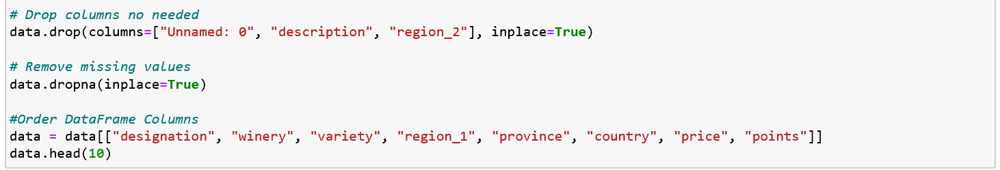 # Drop columns no needed
data.drop(columns=["Unnamed: 0", "description", "region_2"], inplace=True)
# Remove missing values
data.dropna(inplace=True)
#Order DataFrame Columns
data = data[["designation", "winery", "variety", "region_1", "province", "country", "price", "points"]]
data.head(10)